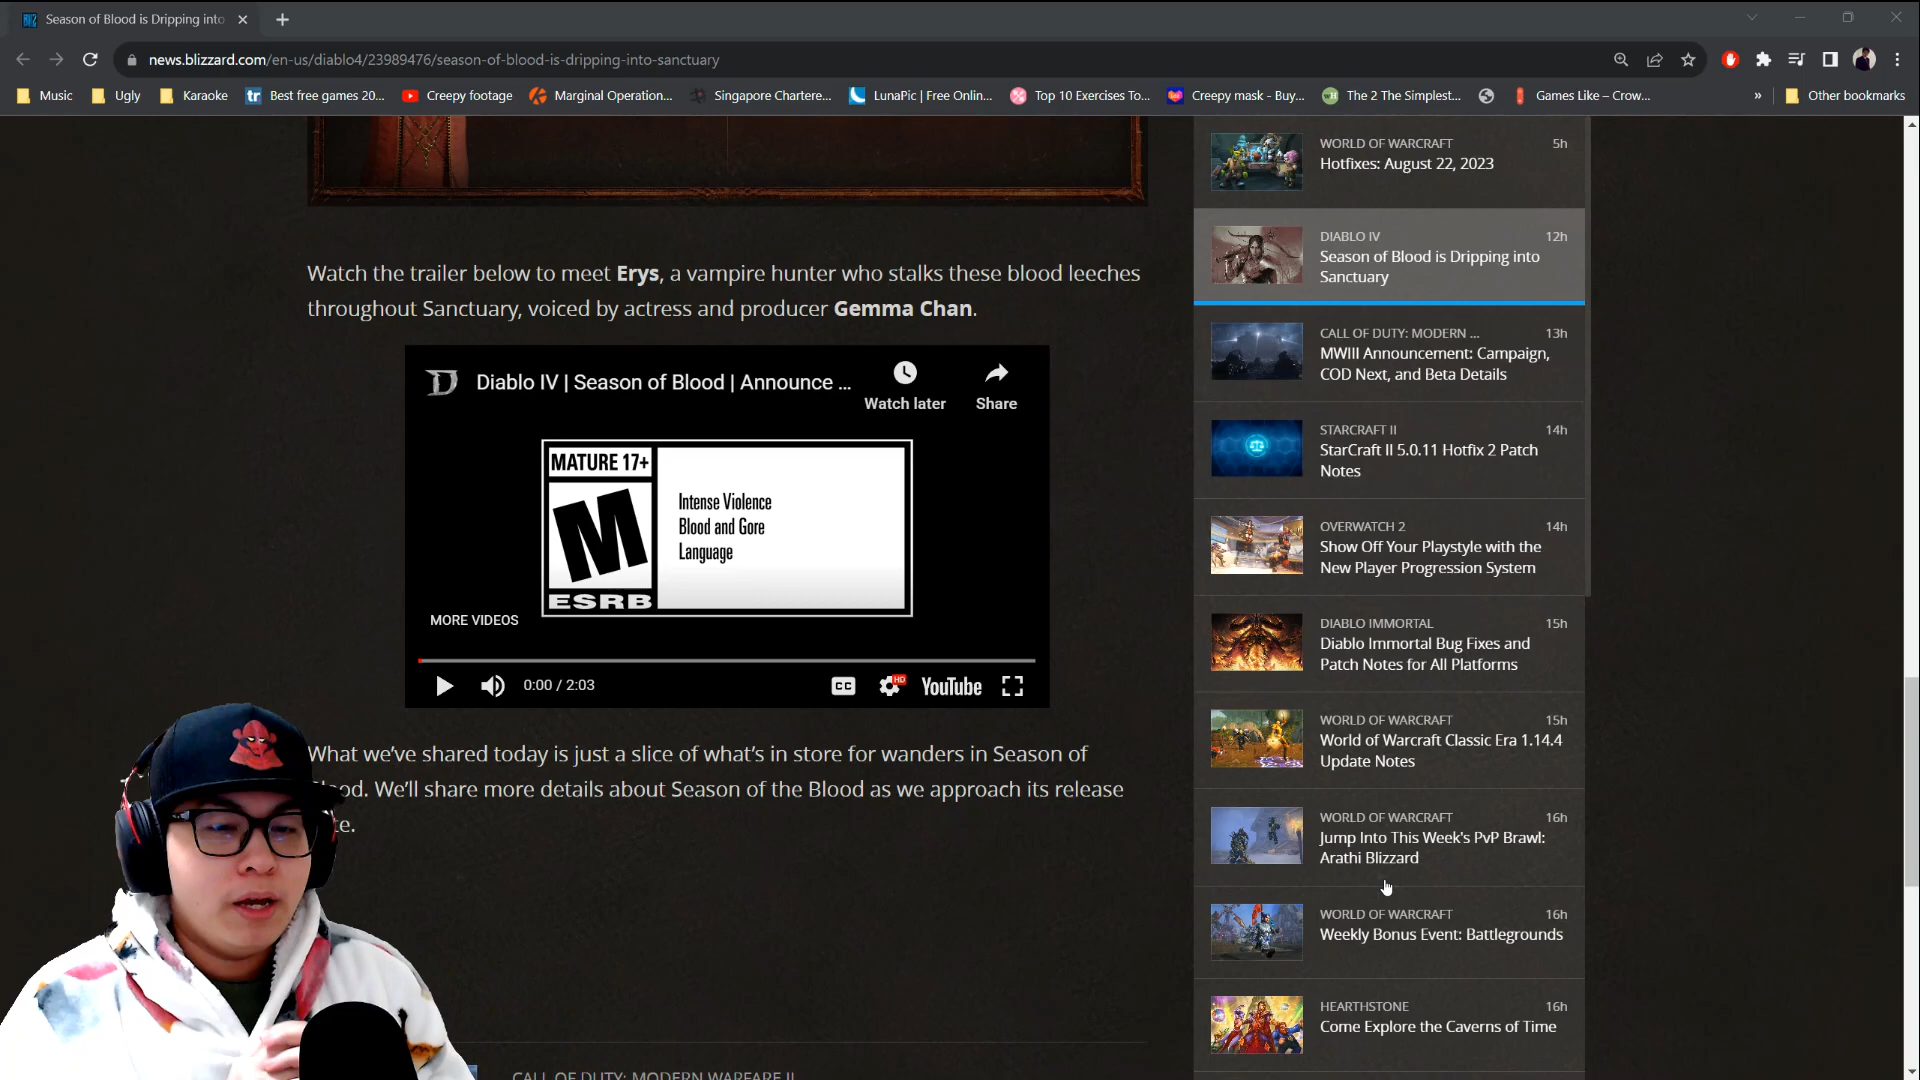 Season of Blood is Dripping into
news.blizzard.com/en-us/diablo4/23989476/season-of-blood-is-dripping-into-sanctuary
Music
Ugly
Karaoke
tr
Best free games 20...
Creepy footage
Marginal Operation...
Singapore Chartere...
LunaPic | Free Onlin...
Top 10 Exercises To...
Creepy mask - Buy...
wH
The 2 The Simplest...
Games Like – Crow...
»
Other bookmarks
Watch the trailer below to meet Erys, a vampire hunter who stalks these blood leeches
throughout Sanctuary, voiced by actress and producer Gemma Chan.
Diablo IV | Season of Blood | Announce ...
Watch later
Share
MATURE 17+
M
ESRB
Intense Violence
Blood and Gore
Language
MORE VIDEOS
0:00 / 2:03
CC
HD
YouTube
What we've shared today is just a slice of what's in store for wanders in Season of
ood. We'll share more details about Season of the Blood as we approach its release
te.
CALL OF DUTY: MODERN WARFARE II
WORLD OF WARCRAFT
5h
Hotfixes: August 22, 2023
DIABLO IV
12h
Season of Blood is Dripping into
Sanctuary
CALL OF DUTY: MODERN ...
13h
MWIII Announcement: Campaign,
COD Next, and Beta Details
STARCRAFT II
14h
StarCraft II 5.0.11 Hotfix 2 Patch
Notes
OVERWATCH 2
14h
Show Off Your Playstyle with the
New Player Progression System
DIABLO IMMORTAL
15h
Diablo Immortal Bug Fixes and
Patch Notes for All Platforms
WORLD OF WARCRAFT
15h
World of Warcraft Classic Era 1.14.4
Update Notes
WORLD OF WARCRAFT
16h
Jump Into This Week's PvP Brawl:
Arathi Blizzard
WORLD OF WARCRAFT
16h
Weekly Bonus Event: Battlegrounds
HEARTHSTONE
16h
Come Explore the Caverns of Time